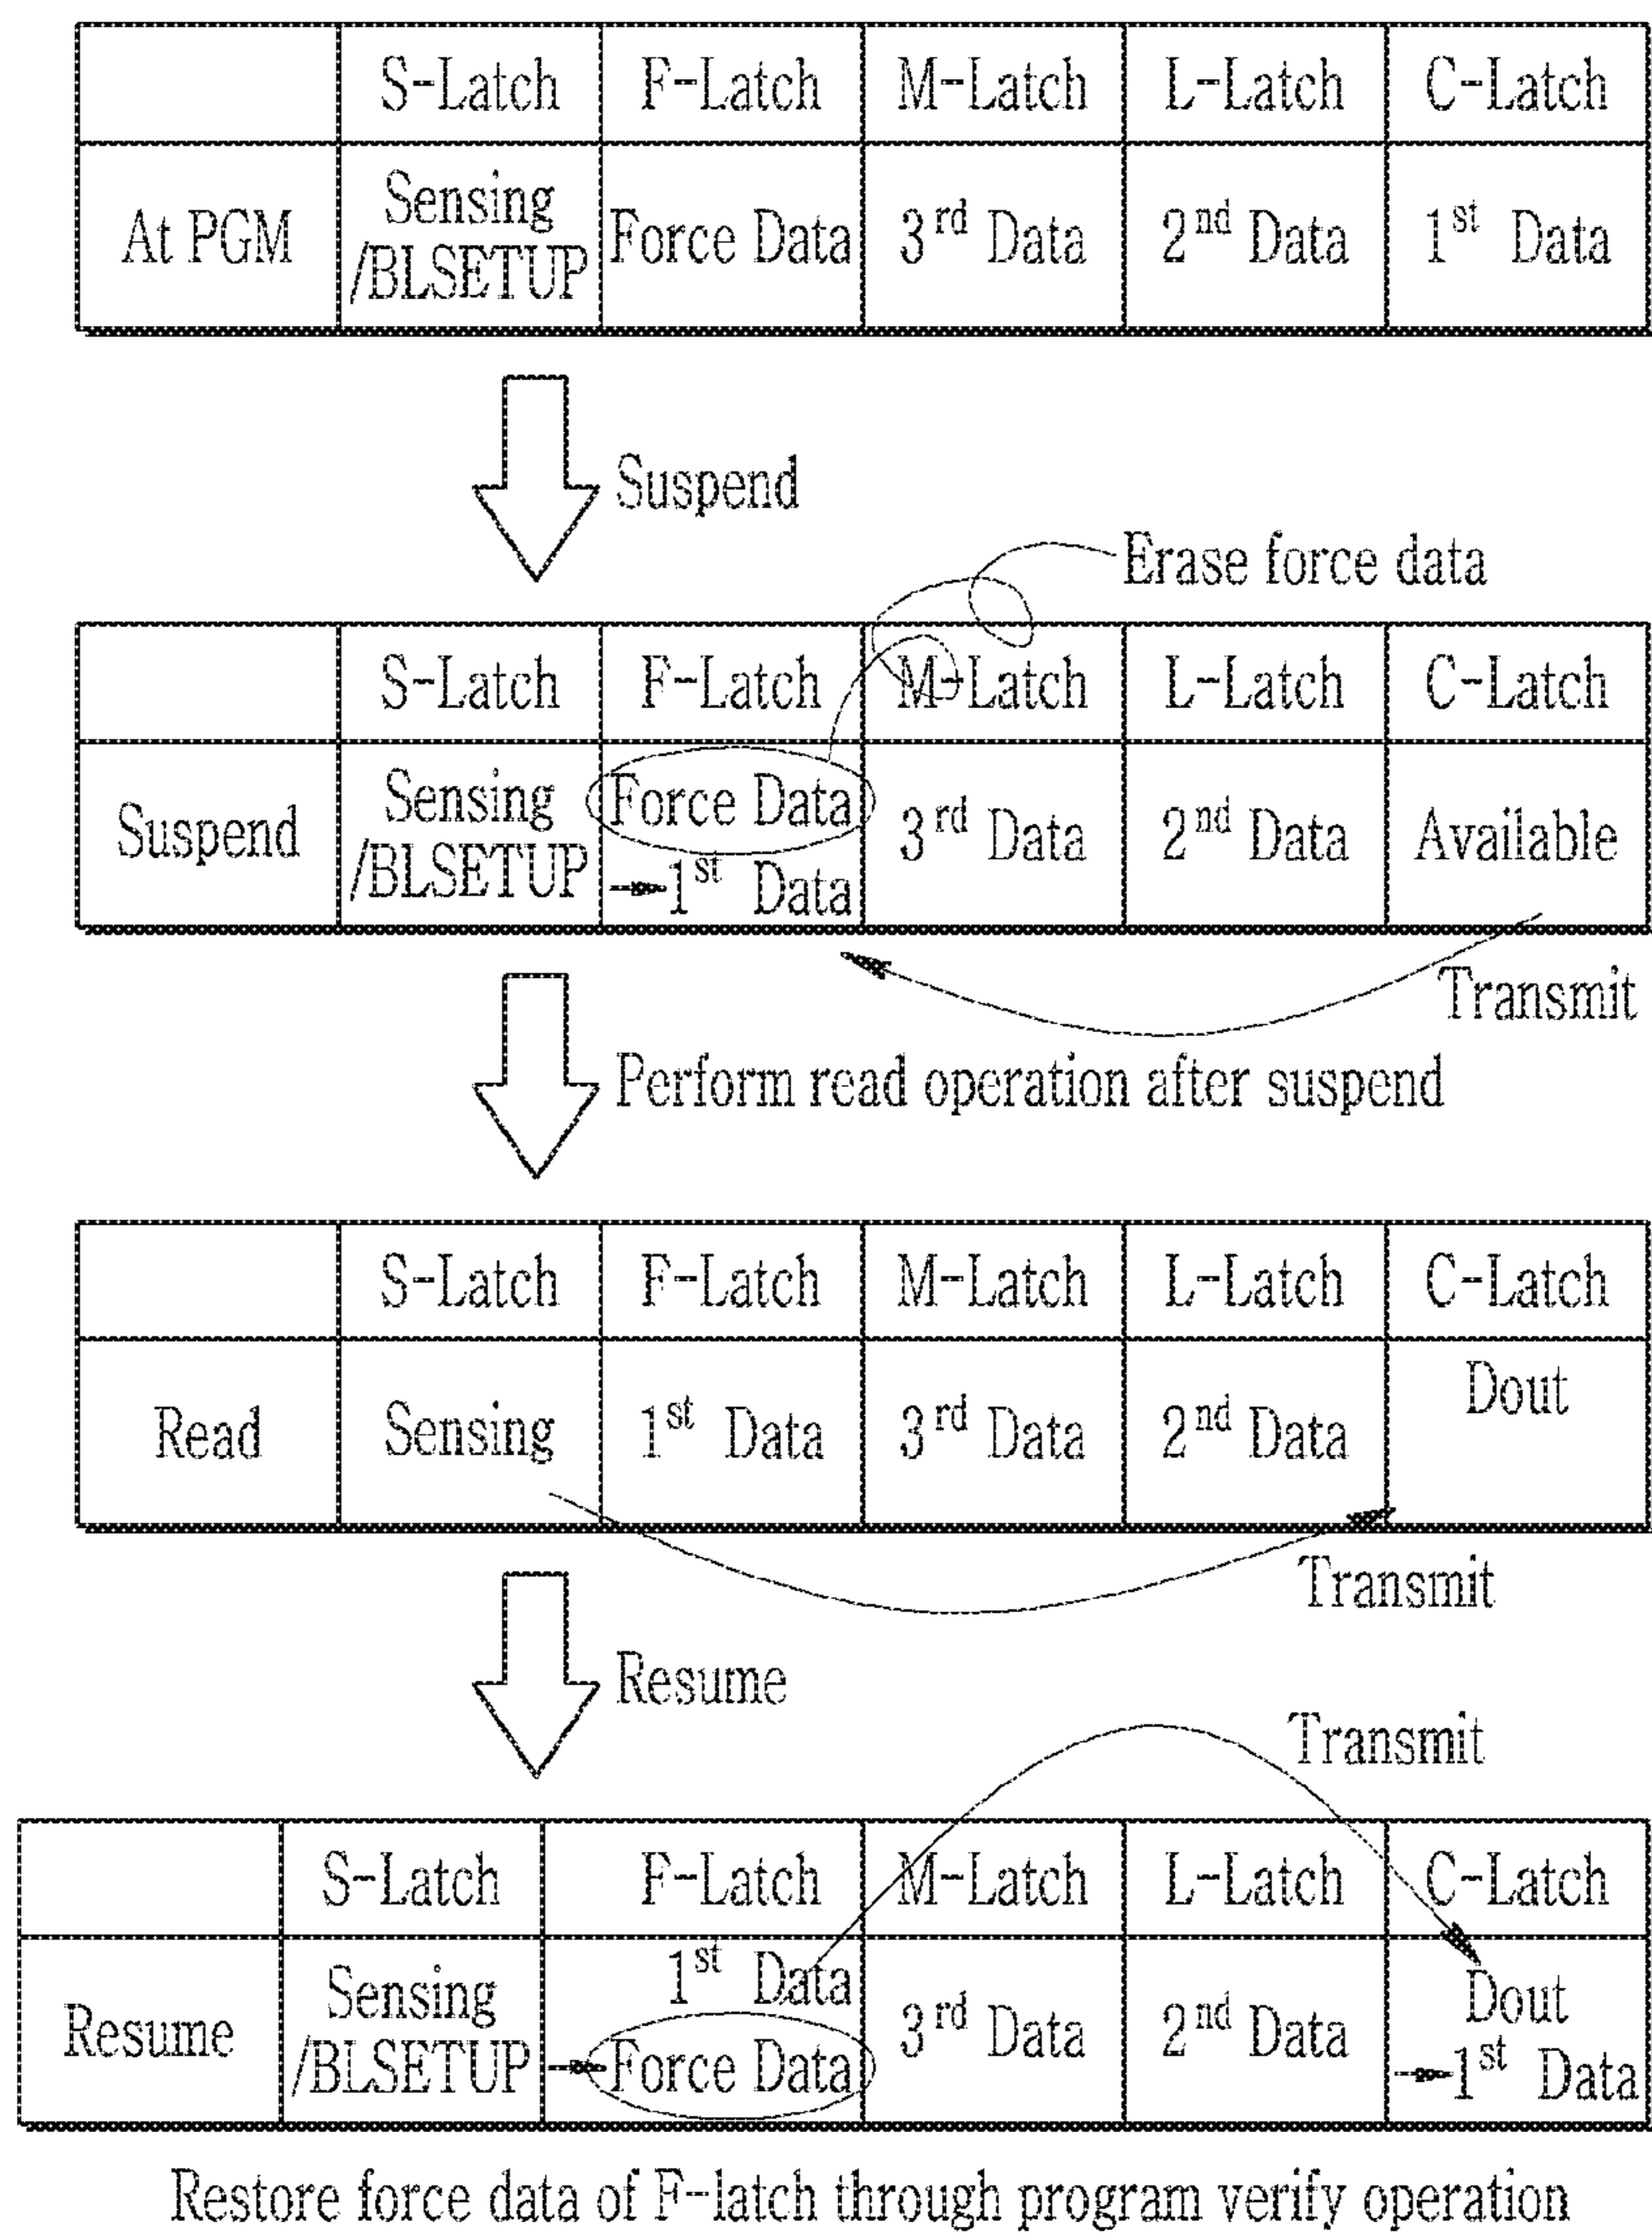 S-Latch F-Latch M-Latch L-Latch C-Latch
At PGM Sensing /BLSETUP Force Data 3rd Data 2nd Data 1st Data
Suspend
Erase force data
S-Latch F-Latch M-Latch L-Latch C-Latch
Suspend Sensing /BLSETUP Force Data → 1st Data 3rd Data 2nd Data Available
Transmit
Perform read operation after suspend
S-Latch F-Latch M-Latch L-Latch C-Latch
Read Sensing 1st Data 3rd Data 2nd Data Dout
Transmit
Resume
Transmit
S-Latch F-Latch M-Latch L-Latch C-Latch
Resume Sensing /BLSETUP 1st Data → Force Data 3rd Data 2nd Data Dout → 1st Data
Restore force data of F-latch through program verify operation